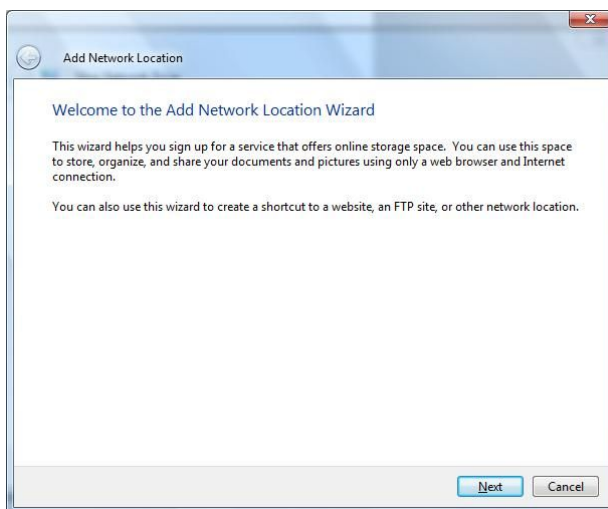 Add Network Location
Welcome to the Add Network Location Wizard
This wizard helps you sign up for a service that offers online storage space.  You can use this space
to store, organize, and share your documents and pictures using only a web browser and Internet
connection.
You can also use this wizard to create a shortcut to a website, an FTP site, or other network location.
Next
Cancel